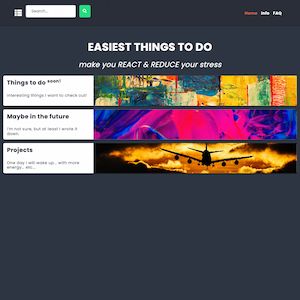 Search...
Home Info FAQ
EASIEST THINGS TO DO
make you REACT & REDUCE your stress
Things to do soon!
Interesting things I want to check out!
Maybe in the future
I'm not sure, but at least I wrote it
down.
Projects
One day I will wake up... with more
energy... etc...